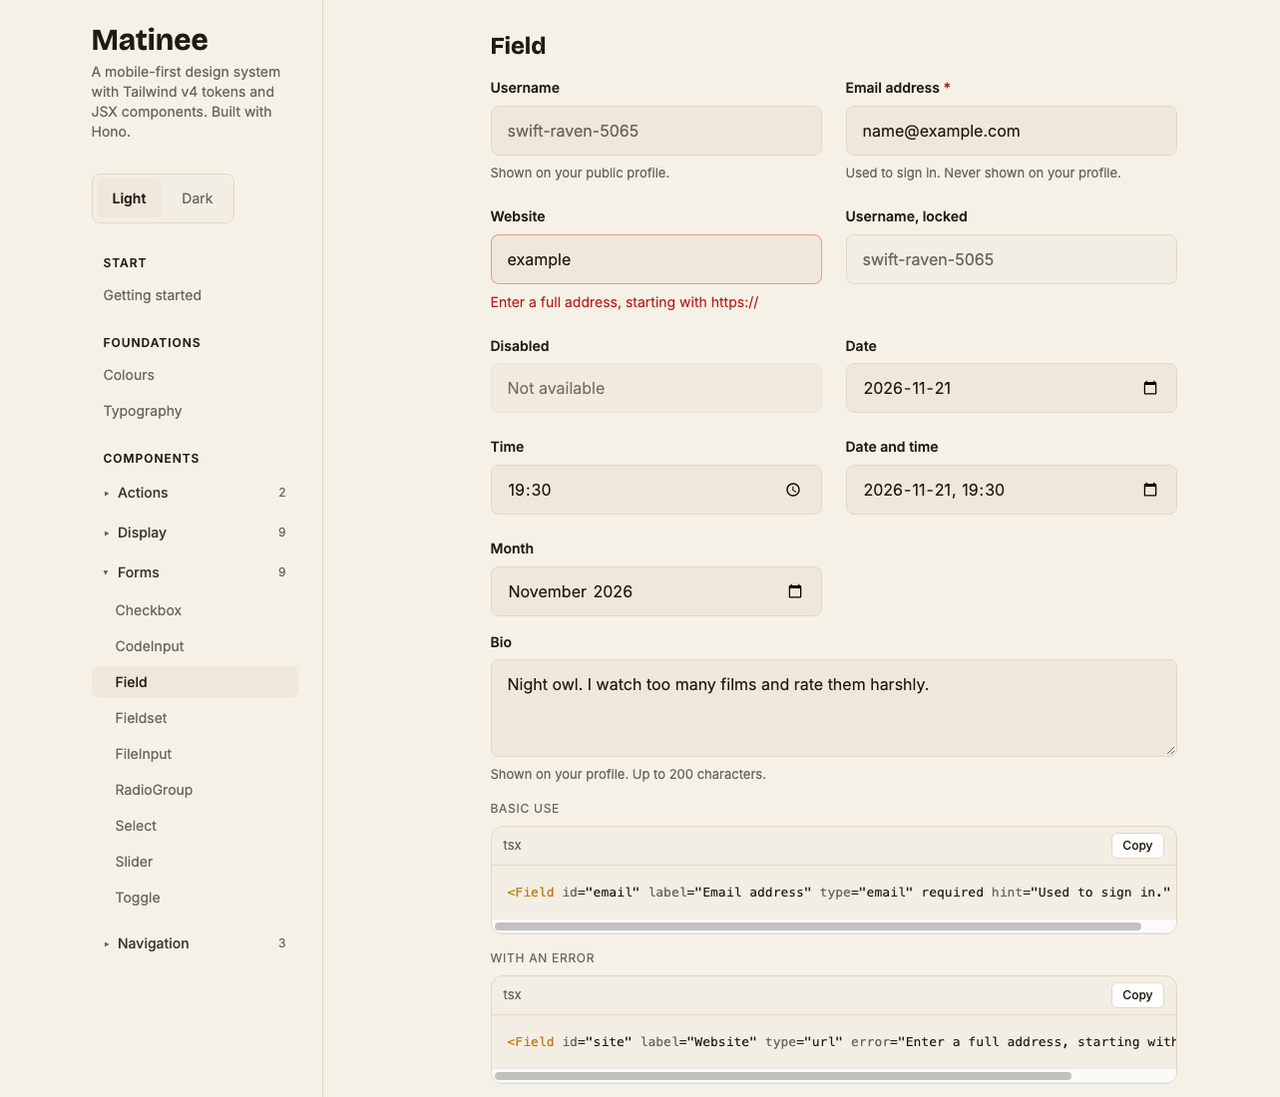 Matinee
A mobile-first design system
with Tailwind v4 tokens and
JSX components. Built with
Hono.
Light
Dark
START
Getting started
FOUNDATIONS
Colours
Typography
COMPONENTS
Actions 2
Display 9
Forms 9
Checkbox
CodeInput
Field
Fieldset
FileInput
RadioGroup
Select
Slider
Toggle
Navigation 3
Field
Username
swift-raven-5065
Shown on your public profile.
Email address *
name@example.com
Used to sign in. Never shown on your profile.
Website
example
Enter a full address, starting with https://
Username, locked
swift-raven-5065
Disabled
Not available
Date
2026-11-21
Time
19:30
Date and time
2026-11-21, 19:30
Month
November 2026
Bio
Night owl. I watch too many films and rate them harshly.
Shown on your profile. Up to 200 characters.
BASIC USE
tsx
Copy
<Field id="email" label="Email address" type="email" required hint="Used to sign in."
WITH AN ERROR
tsx
Copy
<Field id="site" label="Website" type="url" error="Enter a full address, starting with